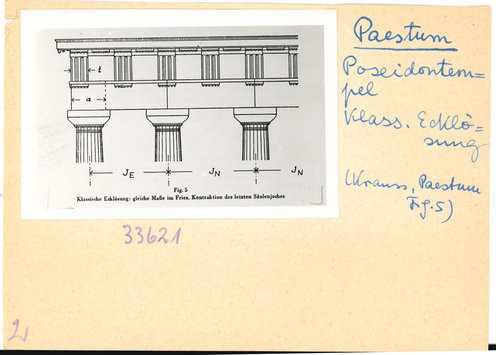 t
a
J_E
J_N
J_N
Fig. 5
Klassische Ecklösung: gleiche Maße im Fries, Kontraktion des letzten Säulenjoches
Paestum
Poseidontem=
pel
Klass. Ecklö=
sung
(Krauss, Paestum
Fig. 5)
33621
2